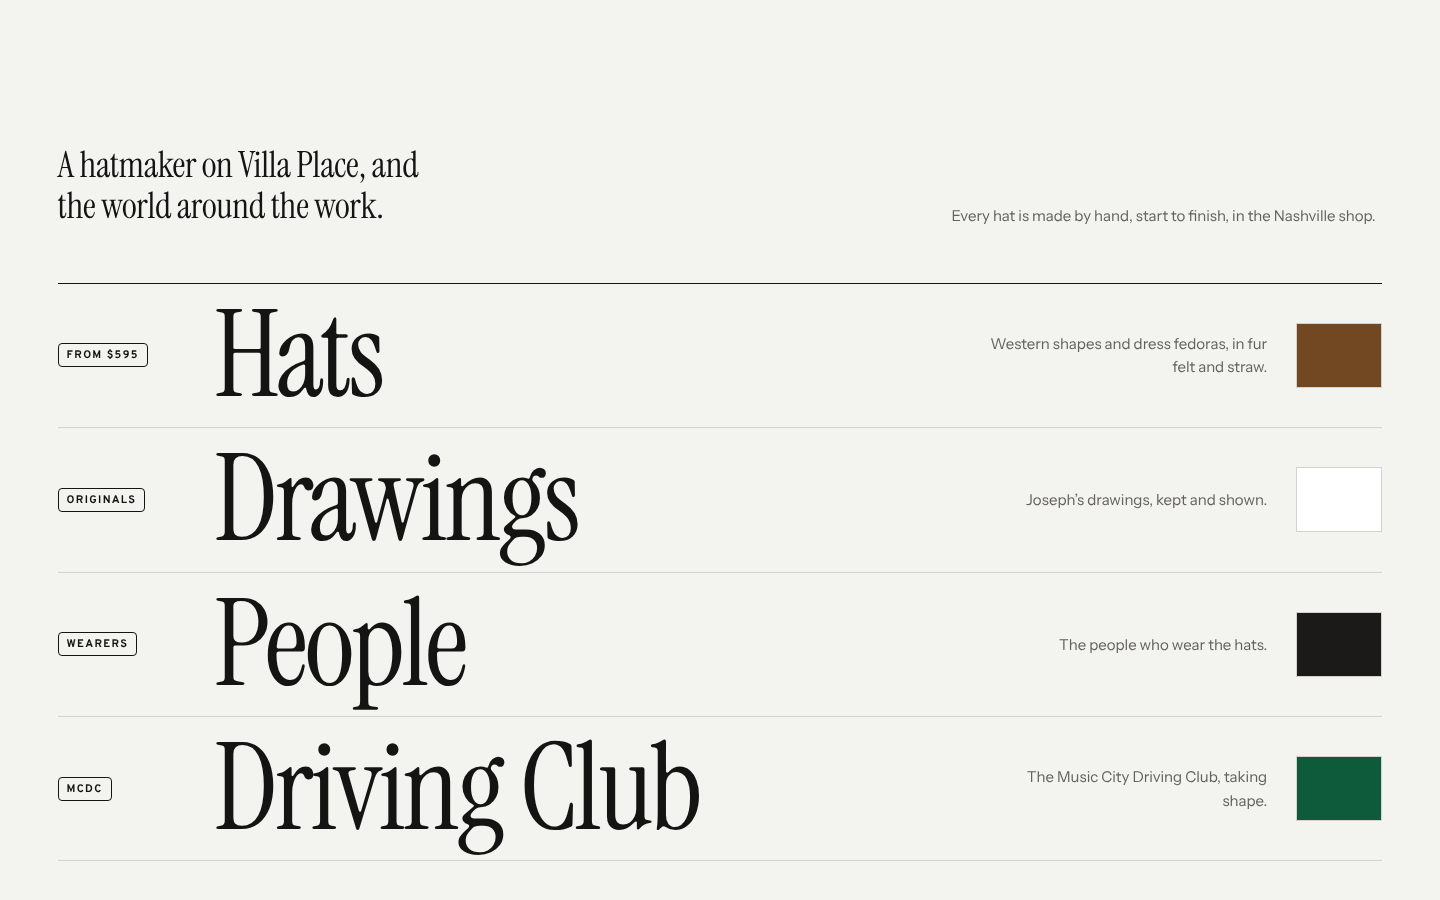 A hatmaker on Villa Place, and
the world around the work.
Every hat is made by hand, start to finish, in the Nashville shop.
FROM $595
Hats
Western shapes and dress fedoras, in fur
felt and straw.
ORIGINALS
Drawings
Joseph’s drawings, kept and shown.
WEARERS
People
The people who wear the hats.
MCDC
Driving Club
The Music City Driving Club, taking
shape.